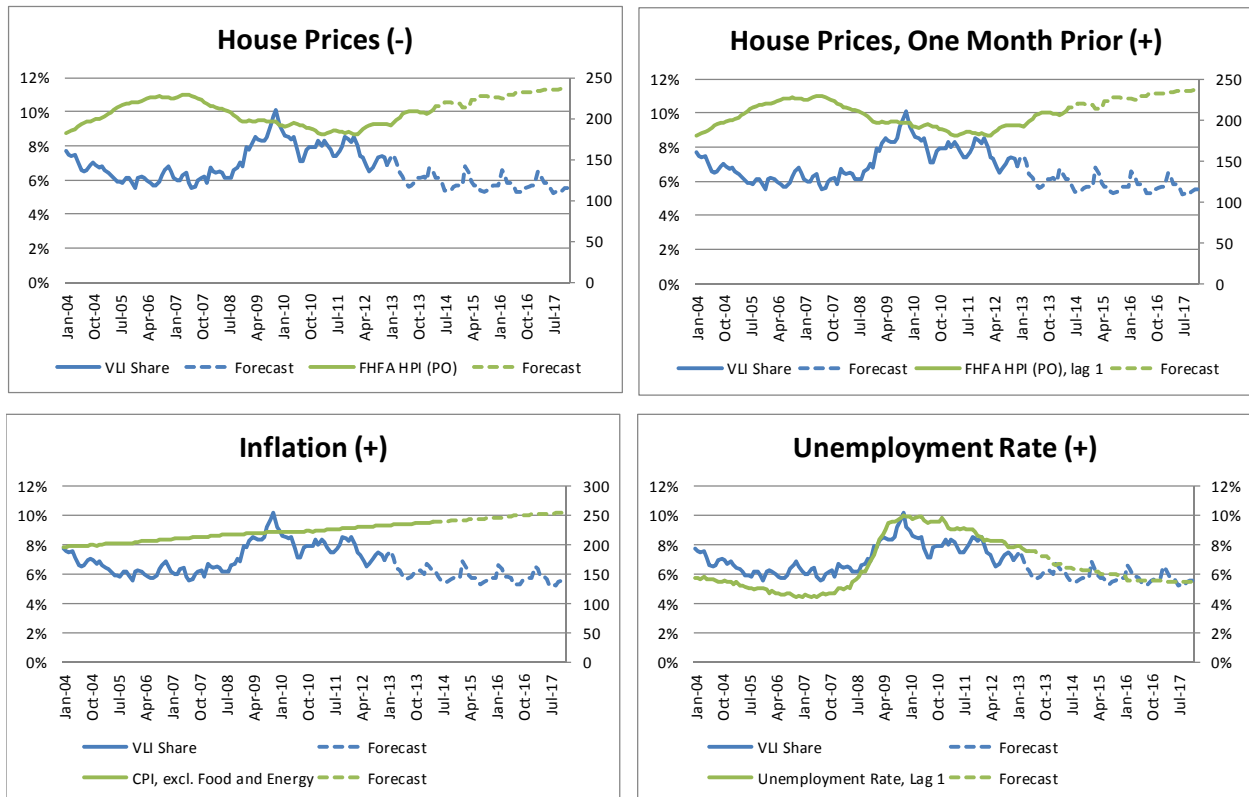 House Prices (-)
12%
10%
8%
6%
4%
2%
0%
250
200
150
100
50
0
Jan-04
Oct-04
Jul-05
Apr-06
Jan-07
Oct-07
Jul-08
Apr-09
Jan-10
Oct-10
Jul-11
Apr-12
Jan-13
Oct-13
Jul-14
Apr-15
Jan-16
Oct-16
Jul-17
VLI Share Forecast FHFA HPI (PO) Forecast
House Prices, One Month Prior (+)
12%
10%
8%
6%
4%
2%
0%
250
200
150
100
50
0
Jan-04
Oct-04
Jul-05
Apr-06
Jan-07
Oct-07
Jul-08
Apr-09
Jan-10
Oct-10
Jul-11
Apr-12
Jan-13
Oct-13
Jul-14
Apr-15
Jan-16
Oct-16
Jul-17
VLI Share Forecast FHFA HPI (PO), lag 1 Forecast
Inflation (+)
12%
10%
8%
6%
4%
2%
0%
300
250
200
150
100
50
0
Jan-04
Oct-04
Jul-05
Apr-06
Jan-07
Oct-07
Jul-08
Apr-09
Jan-10
Oct-10
Jul-11
Apr-12
Jan-13
Oct-13
Jul-14
Apr-15
Jan-16
Oct-16
Jul-17
VLI Share Forecast
CPI, excl. Food and Energy Forecast
Unemployment Rate (+)
12%
10%
8%
6%
4%
2%
0%
12%
10%
8%
6%
4%
2%
0%
Jan-04
Oct-04
Jul-05
Apr-06
Jan-07
Oct-07
Jul-08
Apr-09
Jan-10
Oct-10
Jul-11
Apr-12
Jan-13
Oct-13
Jul-14
Apr-15
Jan-16
Oct-16
Jul-17
VLI Share Forecast
Unemployment Rate, Lag 1 Forecast